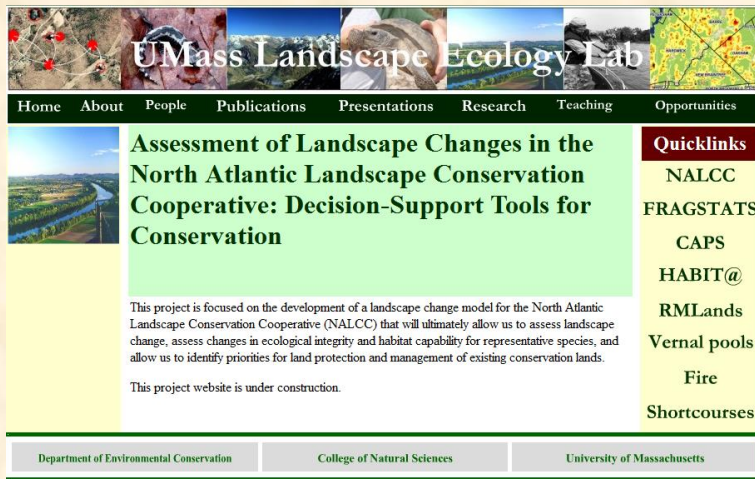 UMass Landscape Ecology Lab
Home About People Publications Presentations Research Teaching Opportunities
Assessment of Landscape Changes in the
North Atlantic Landscape Conservation
Cooperative: Decision-Support Tools for
Conservation
This project is focused on the development of a landscape change model for the North Atlantic
Landscape Conservation Cooperative (NALCC) that will ultimately allow us to assess landscape
change, assess changes in ecological integrity and habitat capability for representative species, and
allow us to identify priorities for land protection and management of existing conservation lands.
This project website is under construction.
Quicklinks
NALCC
FRAGSTATS
CAPS
HABIT@
RMLands
Vernal pools
Fire
Shortcourses
Department of Environmental Conservation
College of Natural Sciences
University of Massachusetts